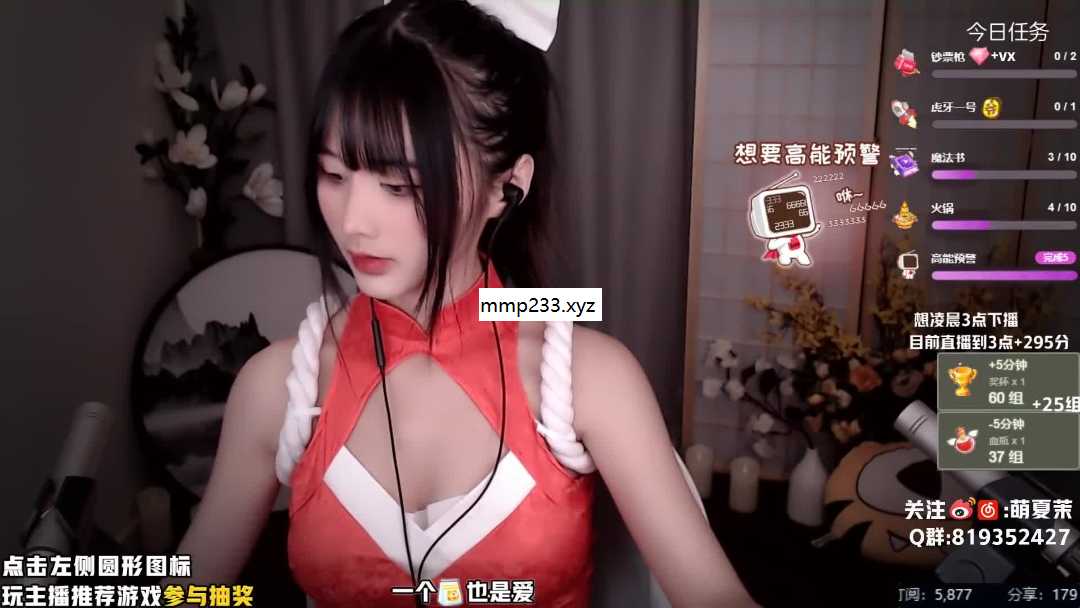 今日任务
钞票枪 +VX 0 / 2
虎牙一号 0 / 1
魔法书 3 / 10
火锅 4 / 10
高能预警 完成5
想要高能预警
222222
咻~
66666
3333333
333
6666
66
2333
mmp233.xyz
想凌晨3点下播
目前直播到3点+295分
+5分钟
奖杯 x 1
60 组
+25组
-5分钟
血瓶 x 1
37 组
关注 :萌夏茉
Q群:819352427
点击左侧圆形图标
玩主播推荐游戏参与抽奖
一个 也是爱
订阅: 5,877 分享: 179